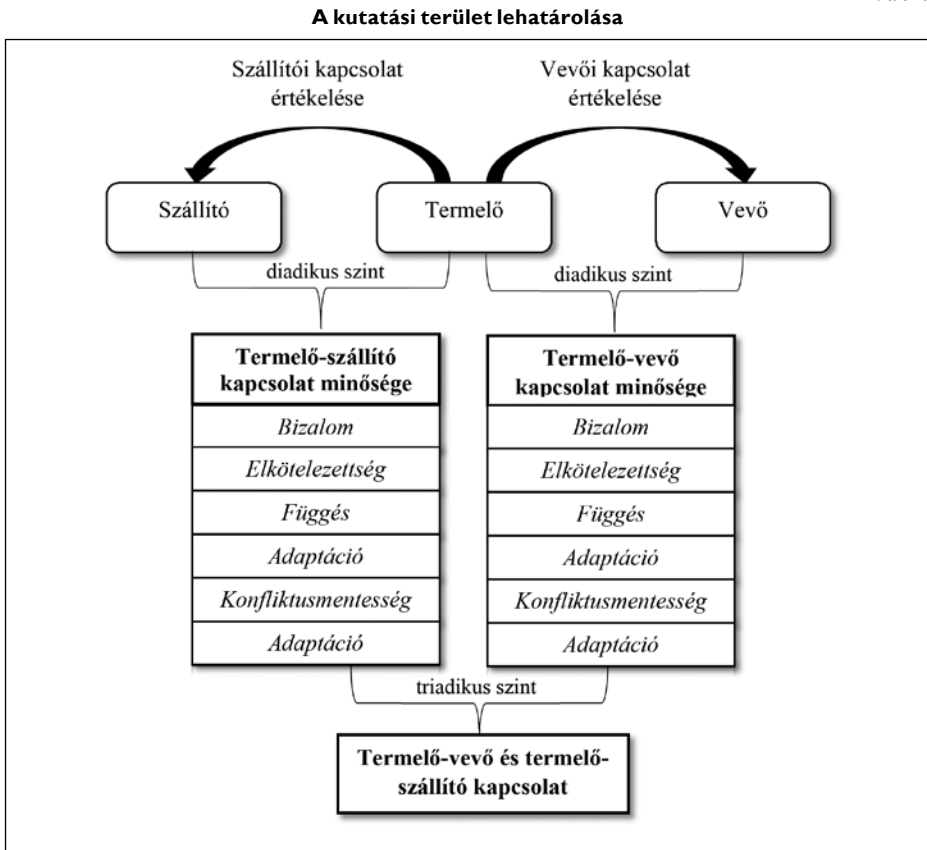 A kutatási terület lehatárolása
Szállítói kapcsolat
értékelése
Vevői kapcsolat
értékelése
Szállító
Termelő
Vevő
diadikus szint
diadikus szint
Termelő-szállító
kapcsolat minősége
Bizalom
Elkötelezettség
Függés
Adaptáció
Konfliktusmentesség
Adaptáció
Termelő-vevő
kapcsolat minősége
Bizalom
Elkötelezettség
Függés
Adaptáció
Konfliktusmentesség
Adaptáció
triadikus szint
Termelő-vevő és termelő-
szállító kapcsolat